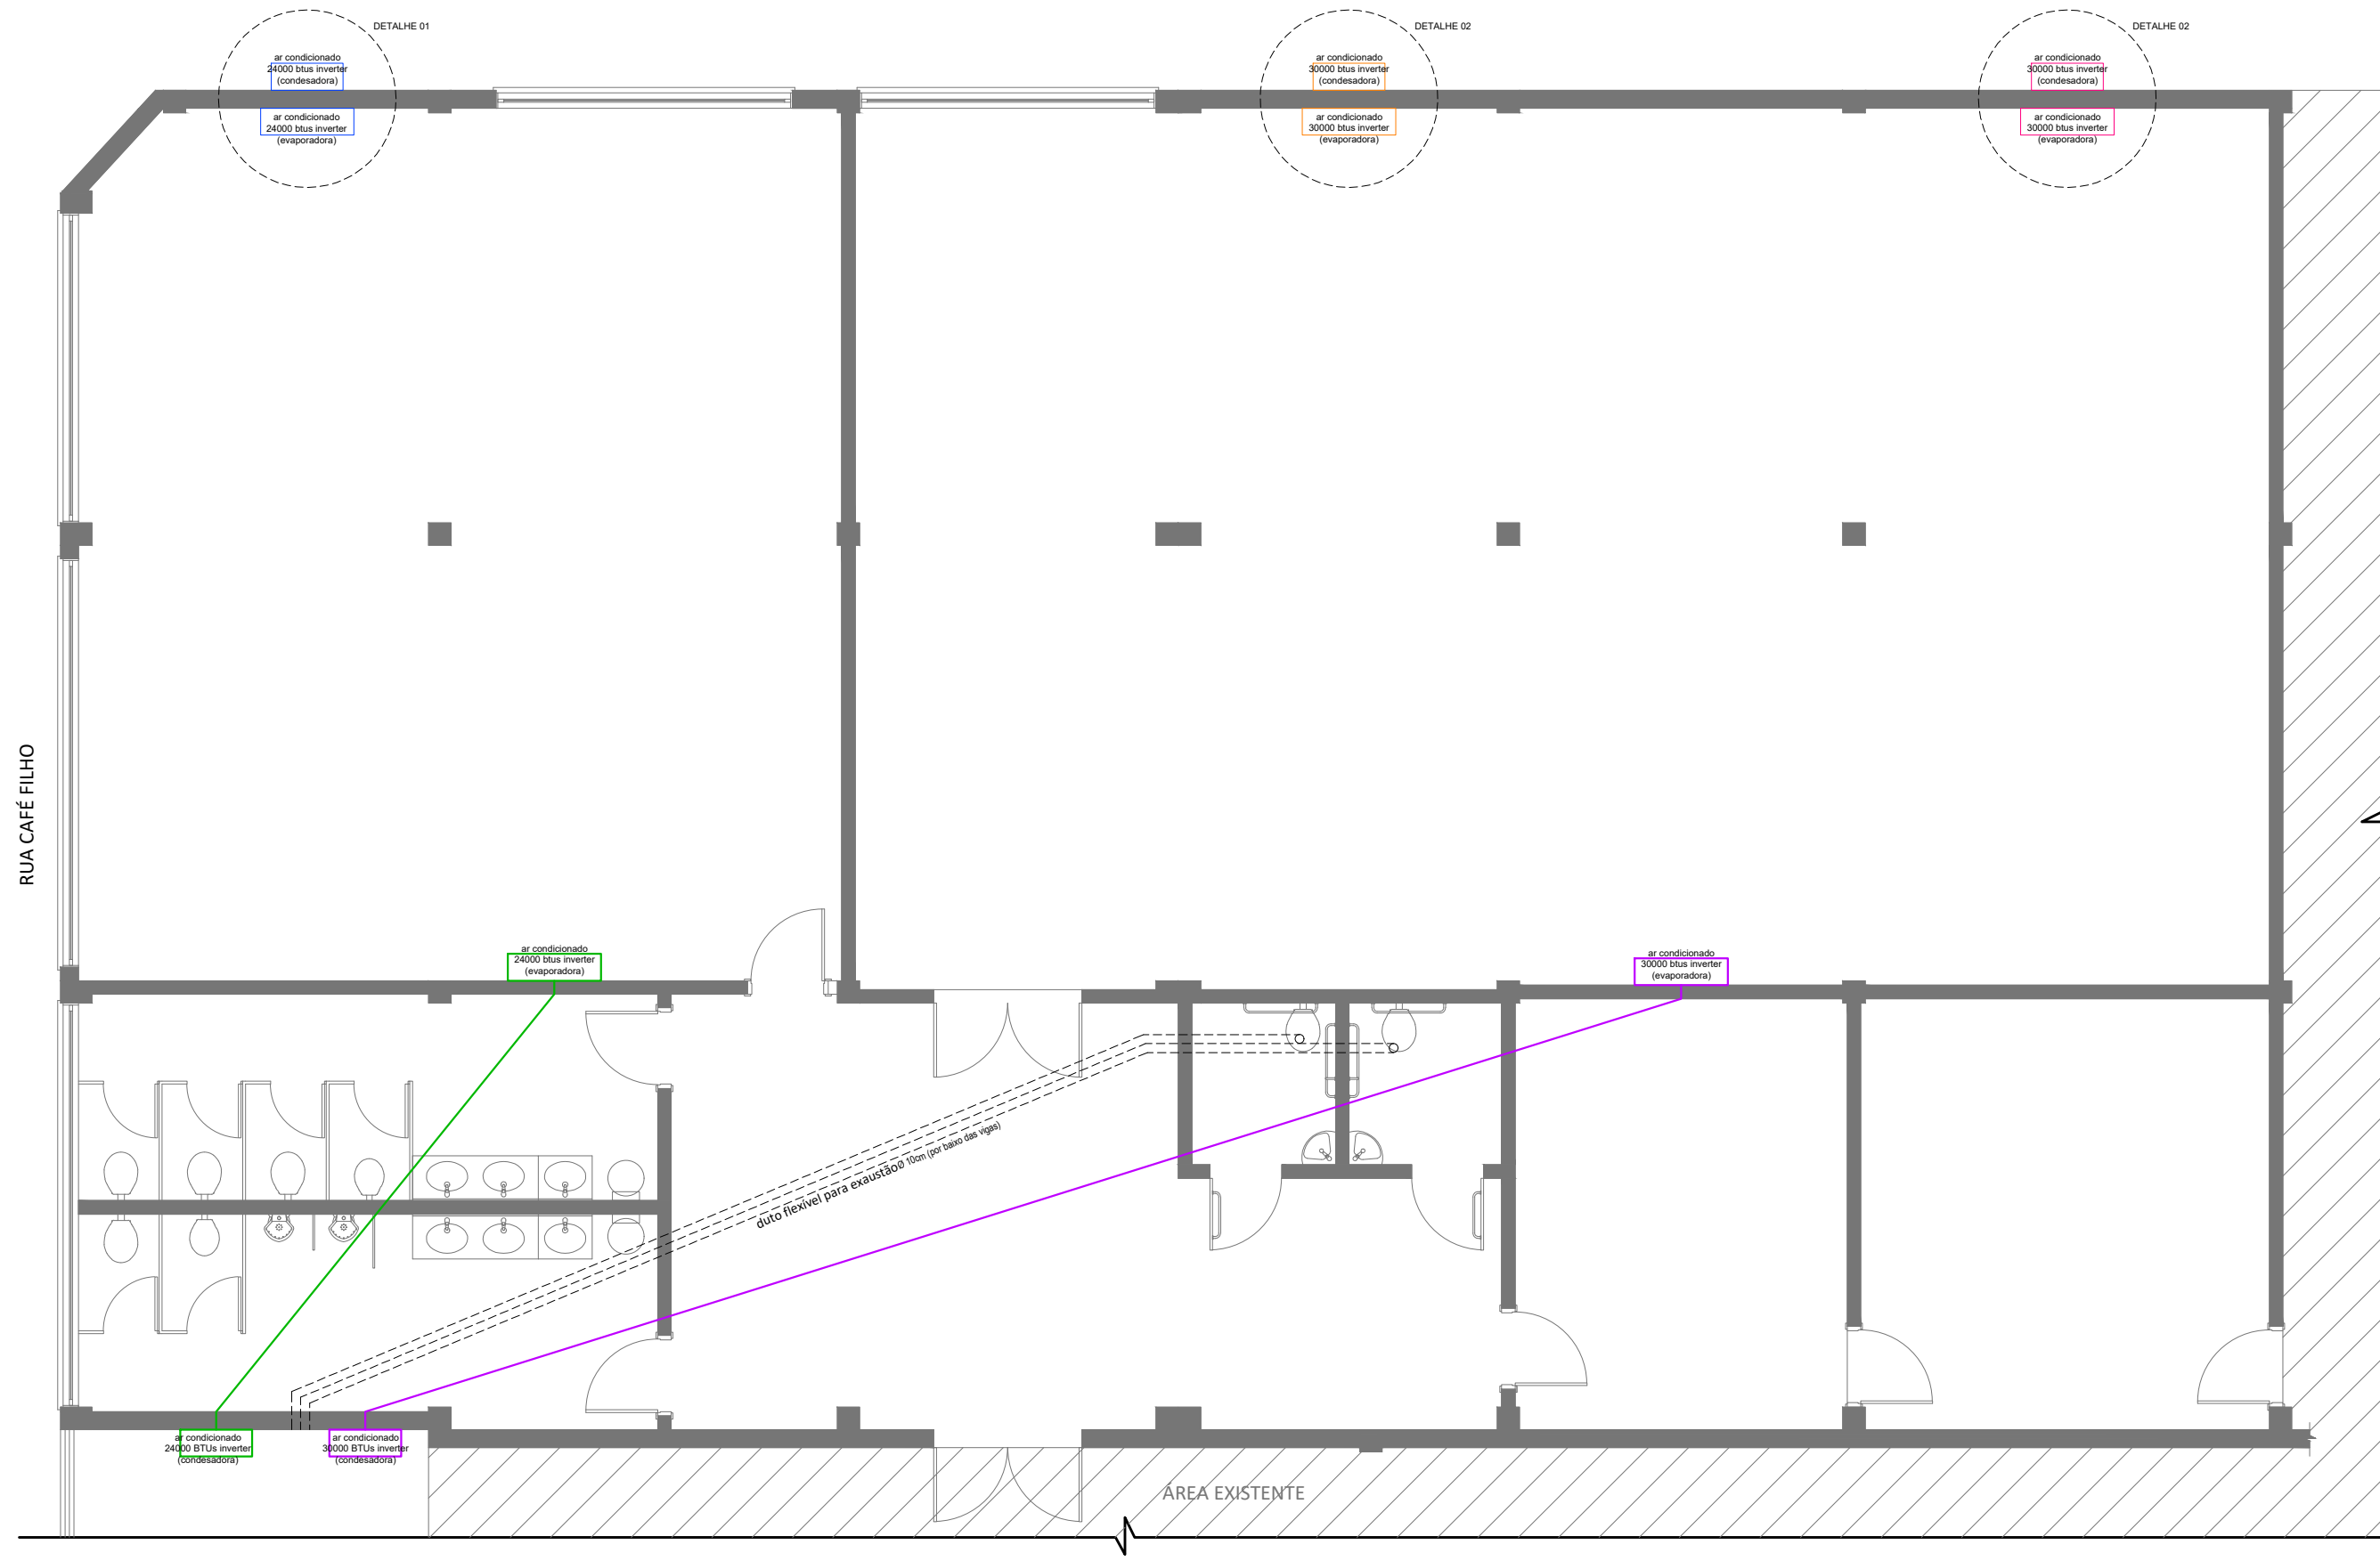 DETALHE 01
ar condicionado
24000 btus inverter
(condesadora)
ar condicionado
24000 btus inverter
(evaporadora)
DETALHE 02
ar condicionado
30000 btus inverter
(condesadora)
ar condicionado
30000 btus inverter
(evaporadora)
DETALHE 02
ar condicionado
30000 btus inverter
(condesadora)
ar condicionado
30000 btus inverter
(evaporadora)
RUA CAFÉ FILHO
ar condicionado
24000 btus inverter
(evaporadora)
ar condicionado
30000 btus inverter
(evaporadora)
duto flexível para exaustão Ø 10cm (por baixo das vigas)
ar condicionado
24000 BTUs inverter
(condesadora)
ar condicionado
30000 BTUs inverter
(condesadora)
ÁREA EXISTENTE